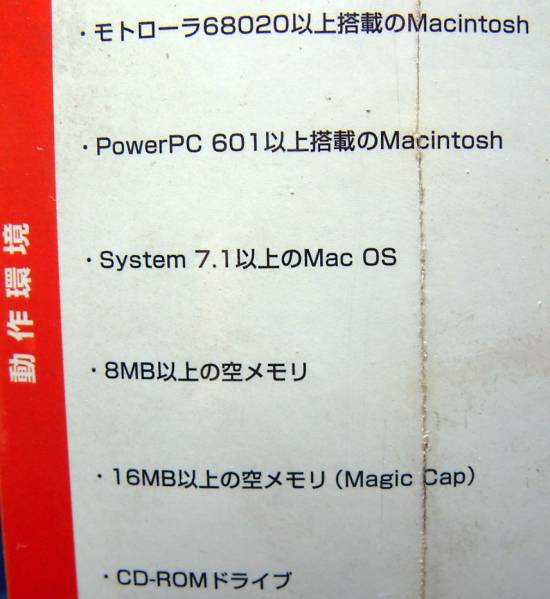 動作環境
・モトローラ68020以上搭載のMacintosh
・PowerPC 601以上搭載のMacintosh
・System 7.1以上のMac OS
・8MB以上の空メモリ
・16MB以上の空メモリ（Magic Cap）
・CD-ROMドライブ